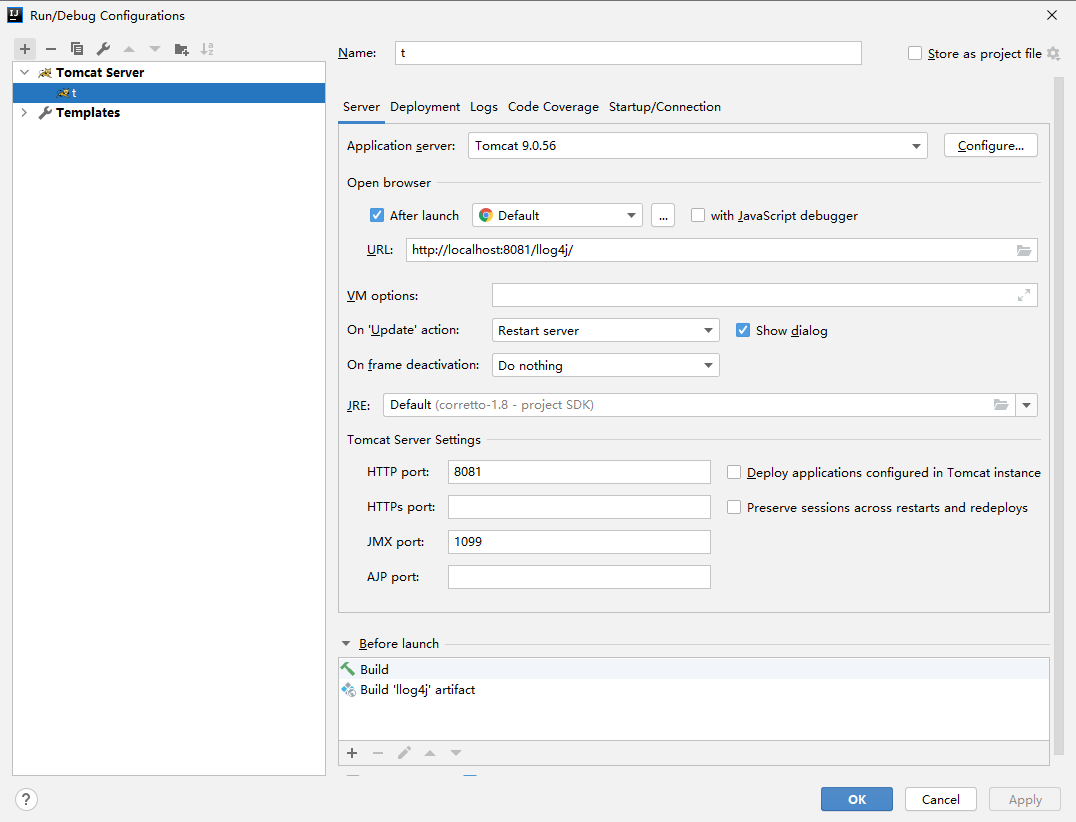 Run/Debug Configurations
Tomcat Server
t
Templates
Name: t
Store as project file
Server Deployment Logs Code Coverage Startup/Connection
Application server: Tomcat 9.0.56 Configure...
Open browser
After launch Default ... with JavaScript debugger
URL: http://localhost:8081/llog4j/
VM options:
On 'Update' action: Restart server Show dialog
On frame deactivation: Do nothing
JRE: Default (corretto-1.8 - project SDK)
Tomcat Server Settings
HTTP port: 8081 Deploy applications configured in Tomcat instance
HTTPs port: Preserve sessions across restarts and redeploys
JMX port: 1099
AJP port:
Before launch
Build
Build 'llog4j' artifact
? OK Cancel Apply